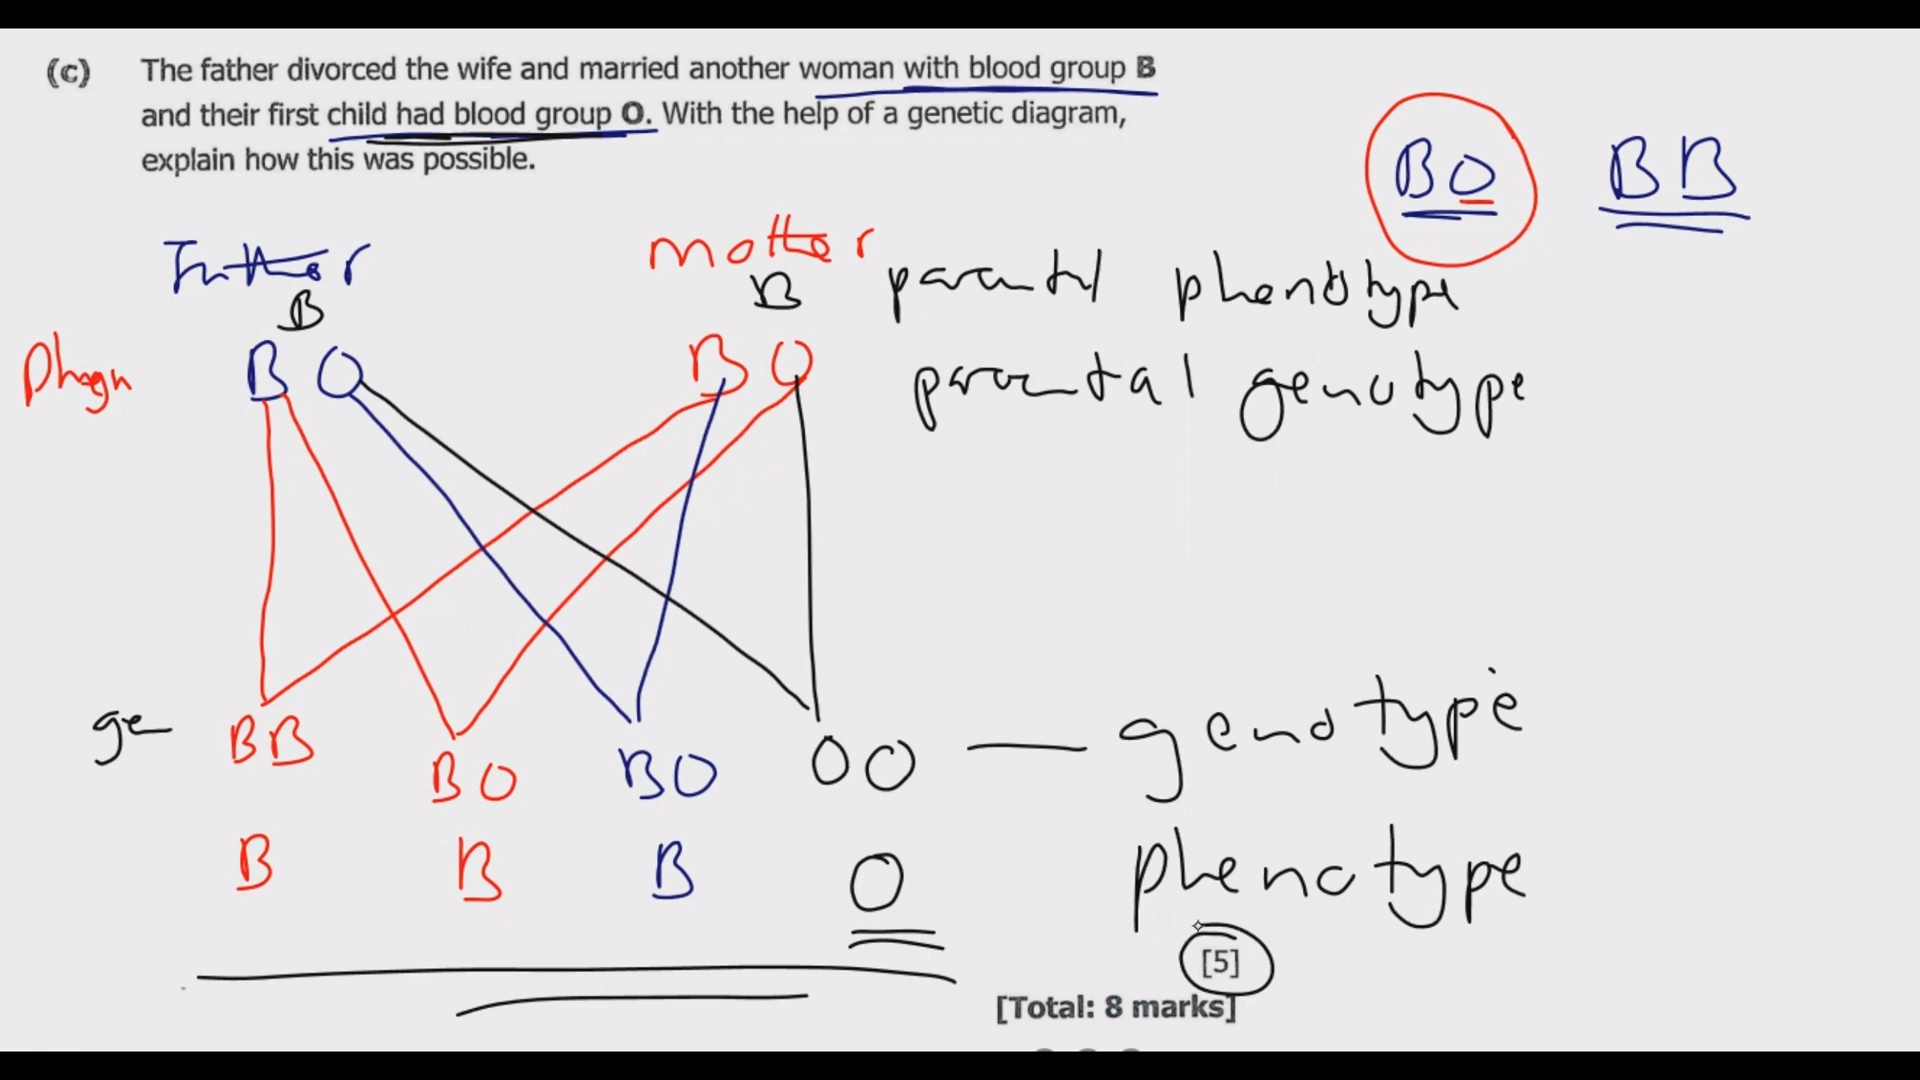 (c) The father divorced the wife and married another woman with blood group B
and their first child had blood group O. With the help of a genetic diagram,
explain how this was possible.
BO BB
Father Mother
B B parental phenotype
BO BO parental genotype
BB BO BO OO — genotype
B B B O phenotype
[5]
[Total: 8 marks]